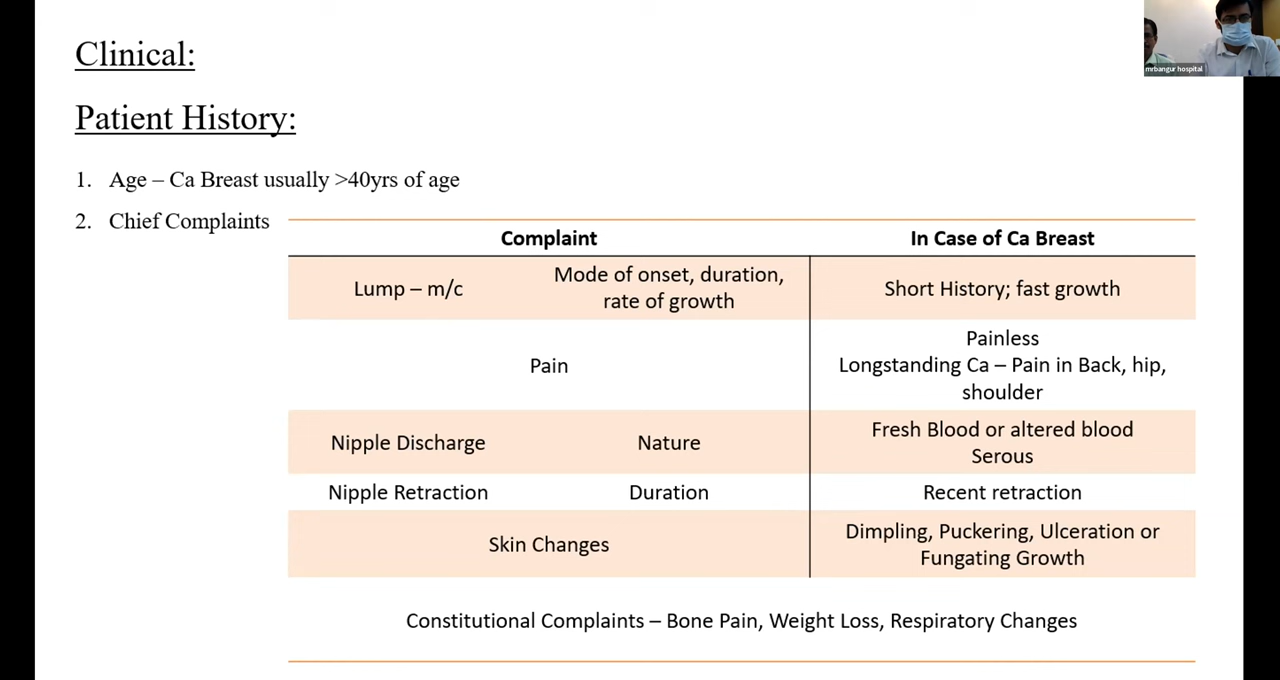 Clinical:
mrbangur hospital
Patient History:
1. Age – Ca Breast usually >40yrs of age
2. Chief Complaints
Complaint In Case of Ca Breast
Lump – m/c Mode of onset, duration,
rate of growth Short History; fast growth
Pain Painless
Longstanding Ca – Pain in Back, hip,
shoulder
Nipple Discharge Nature Fresh Blood or altered blood
Serous
Nipple Retraction Duration Recent retraction
Skin Changes Dimpling, Puckering, Ulceration or
Fungating Growth
Constitutional Complaints – Bone Pain, Weight Loss, Respiratory Changes